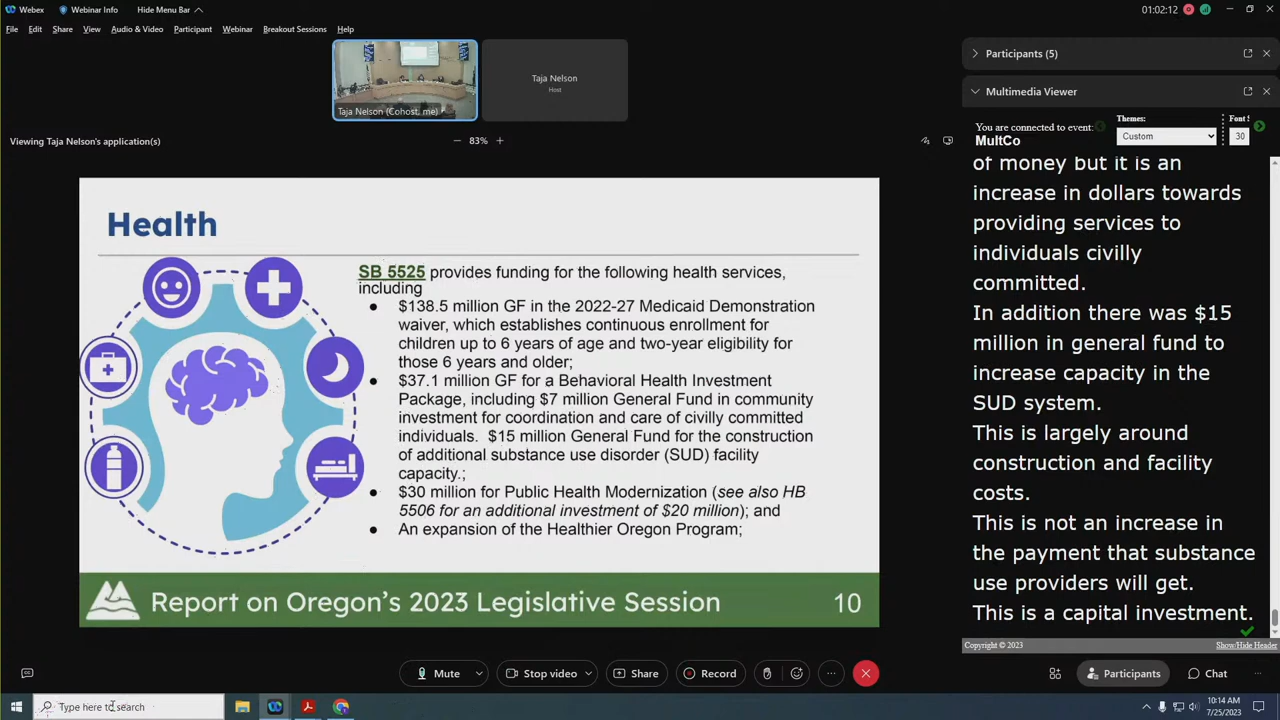 Webex
Webinar Info
Hide Menu Bar
01:02:12
File Edit Share View Audio & Video Participant Webinar Breakout Sessions Help
Taja Nelson (Cohost, me)
Taja Nelson
Host
Viewing Taja Nelson's application(s)
83%
Health
SB 5525 provides funding for the following health services,
including
● $138.5 million GF in the 2022-27 Medicaid Demonstration
waiver, which establishes continuous enrollment for
children up to 6 years of age and two-year eligibility for
those 6 years and older;
● $37.1 million GF for a Behavioral Health Investment
Package, including $7 million General Fund in community
investment for coordination and care of civilly committed
individuals. $15 million General Fund for the construction
of additional substance use disorder (SUD) facility
capacity.;
● $30 million for Public Health Modernization (see also HB
5506 for an additional investment of $20 million); and
● An expansion of the Healthier Oregon Program;
Report on Oregon's 2023 Legislative Session 10
Participants (5)
Multimedia Viewer
You are connected to event:
MultCo
Themes:
Custom
Font S
30
of money but it is an
increase in dollars towards
providing services to
individuals civilly
committed.
In addition there was $15
million in general fund to
increase capacity in the
SUD system.
This is largely around
construction and facility
costs.
This is not an increase in
the payment that substance
use providers will get.
This is a capital investment.
Copyright © 2023
Show/Hide Header
Mute
Stop video
Share
Record
Participants
Chat
Type here to search
10:14 AM
7/25/2023